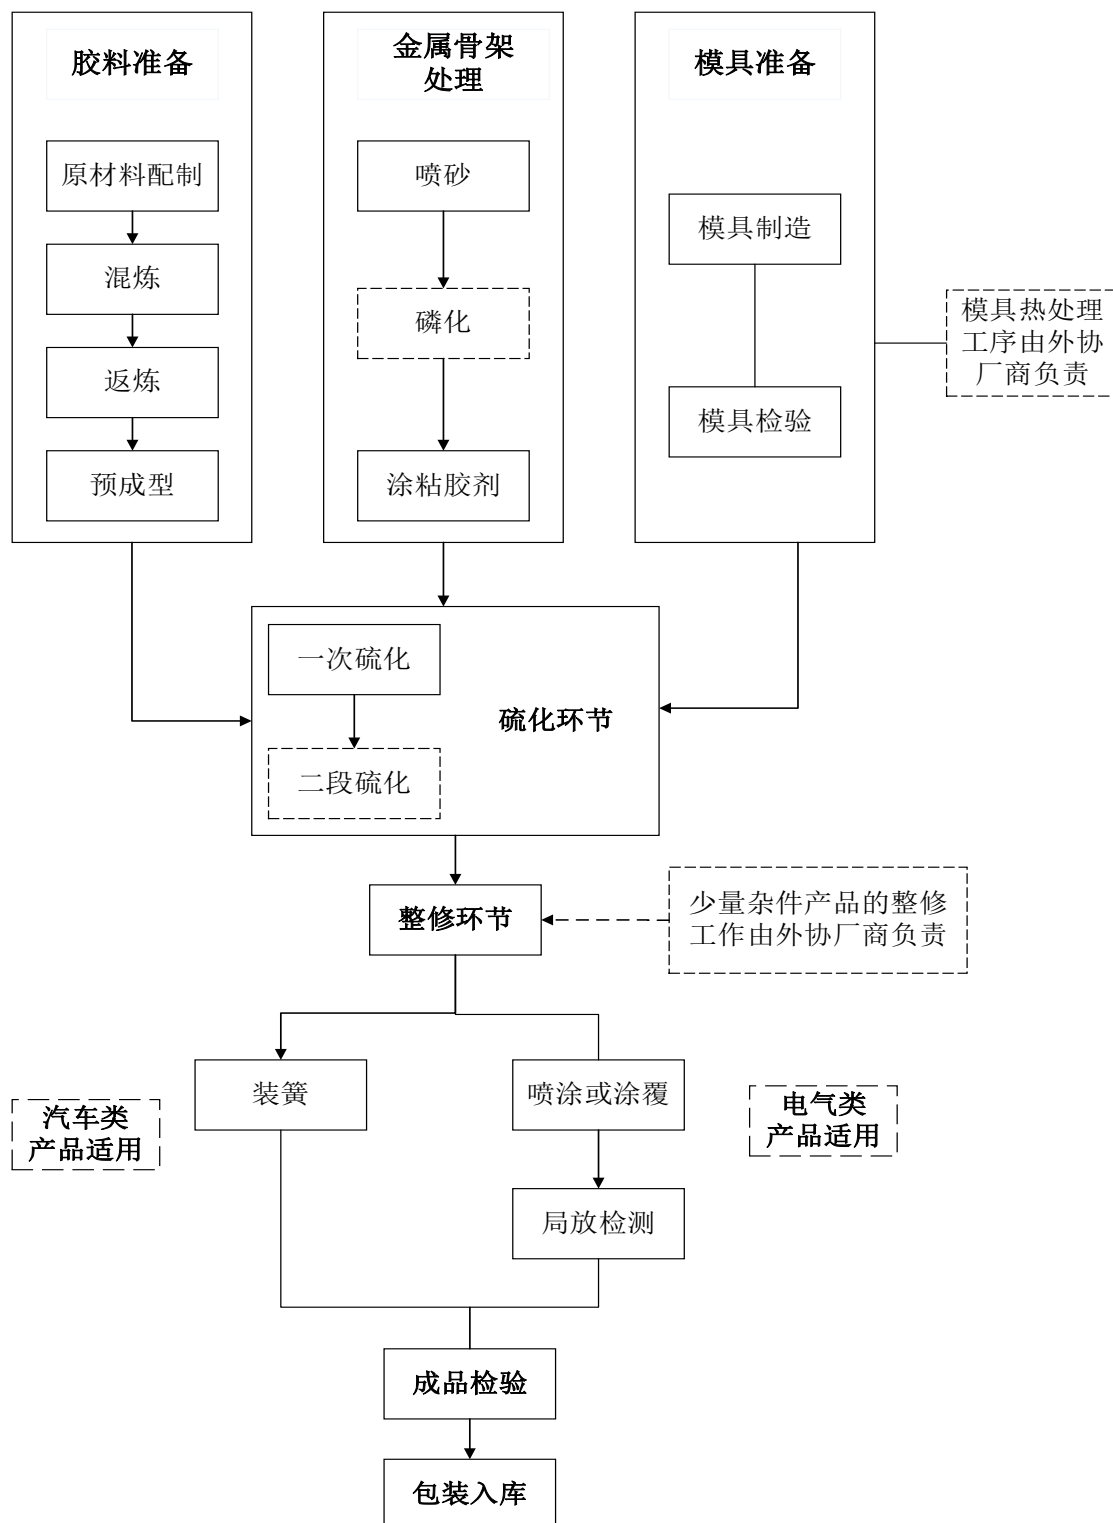 胶料准备
原材料配制
混炼
返炼
预成型
金属骨架
处理
喷砂
磷化
涂粘胶剂
模具准备
模具制造
模具检验
模具热处理
工序由外协
厂商负责
一次硫化
二段硫化
硫化环节
整修环节
少量杂件产品的整修
工作由外协厂商负责
汽车类
产品适用
装簧
喷涂或涂覆
局放检测
电气类
产品适用
成品检验
包装入库